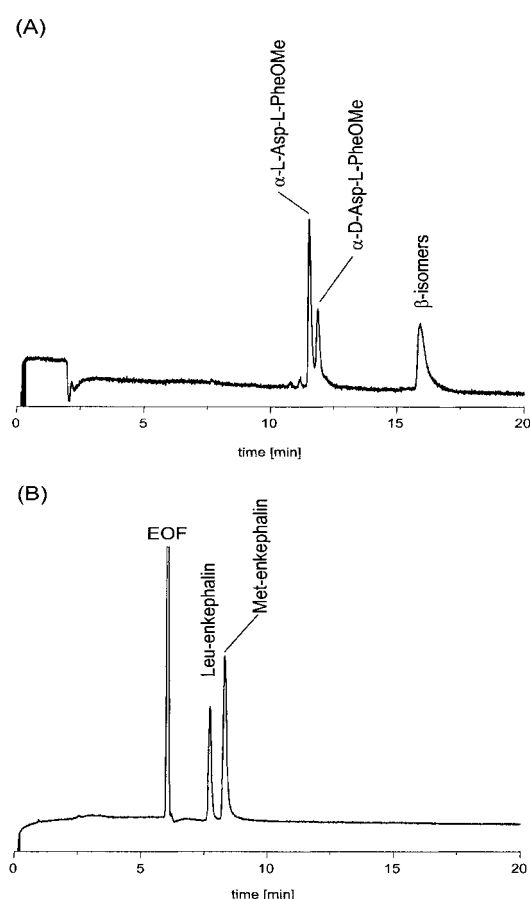 (A)
α-L-Asp-L-PheOMe
α-D-Asp-L-PheOMe
β-isomers
0 5 10 15 20
time [min]
(B)
EOF
Leu-enkephalin
Met-enkephalin
0 5 10 15 20
time [min]